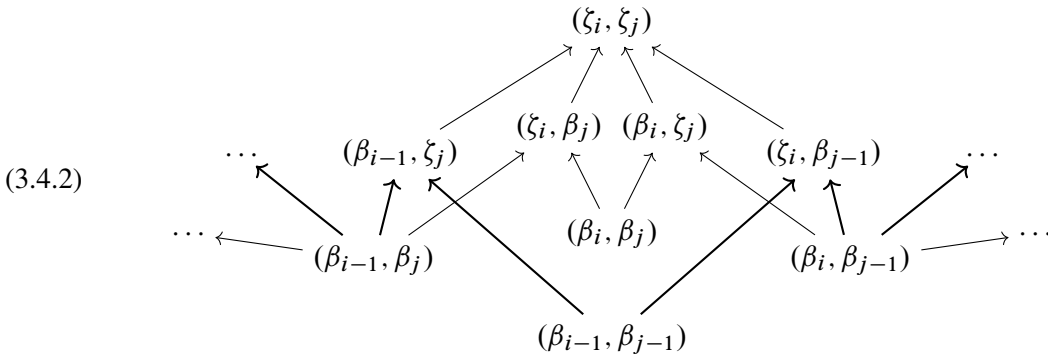 (ζ_i, ζ_j)
(ζ_i, β_j) (β_i, ζ_j)
⋯ (β_{i−1}, ζ_j) (ζ_i, β_{j−1}) ⋯
(3.4.2)
⋯ (β_i, β_j) ⋯
(β_{i−1}, β_j) (β_i, β_{j−1})
(β_{i−1}, β_{j−1})